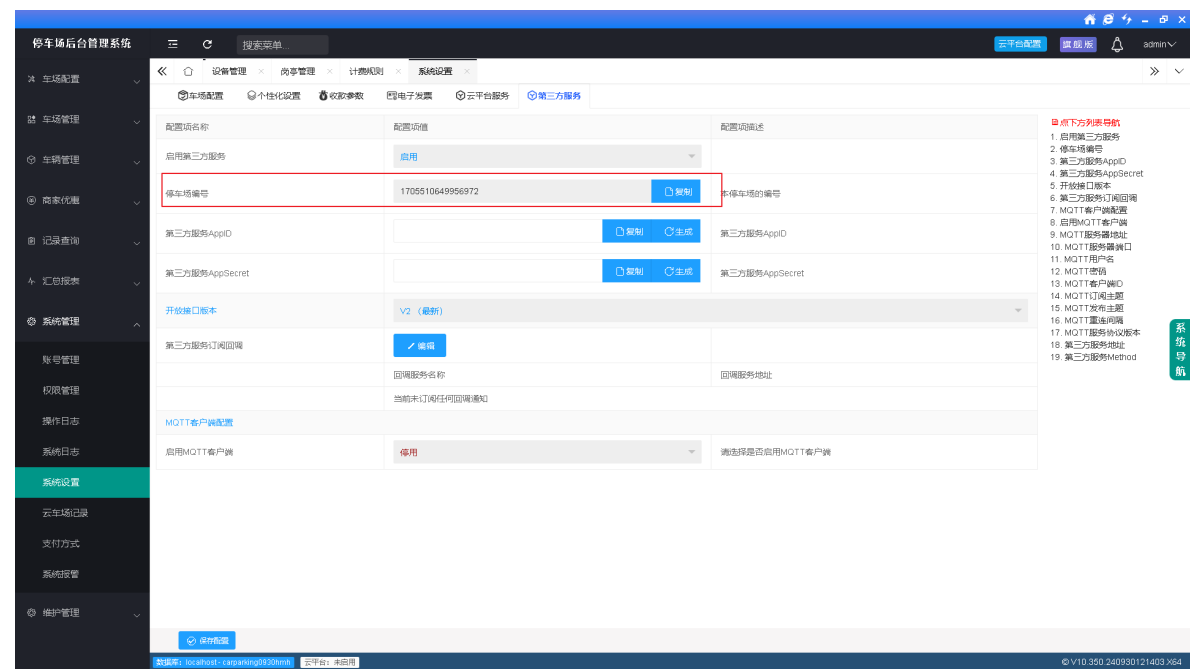 停车场后台管理系统
搜索菜单...
云平台配置
旗舰版
admin
车场配置
车场管理
车辆管理
商家优惠
记录查询
汇总报表
系统管理
账号管理
权限管理
操作日志
系统日志
系统设置
云车场记录
支付方式
系统报警
维护管理
设备管理 × 岗亭管理 × 计费规则 × 系统设置 ×
车场配置 个性化设置 收款参数 电子发票 云平台服务 第三方服务
配置项名称 配置项值 配置项描述
启用第三方服务 启用
停车场编号 1705510649956972 复制 本停车场的编号
第三方服务AppID 复制 生成 第三方服务AppID
第三方服务AppSecret 复制 生成 第三方服务AppSecret
开放接口版本 V2 (最新)
第三方服务订阅回调 编辑
回调服务名称 回调服务地址
当前未订阅任何回调通知
MQTT客户端配置
启用MQTT客户端 停用 请选择是否启用MQTT客户端
点下方列表导航
1. 启用第三方服务
2. 停车场编号
3. 第三方服务AppID
4. 第三方服务AppSecret
5. 开放接口版本
6. 第三方服务订阅回调
7. MQTT客户端配置
8. 启用MQTT客户端
9. MQTT服务器地址
10. MQTT服务器端口
11. MQTT用户名
12. MQTT密码
13. MQTT客户端ID
14. MQTT订阅主题
15. MQTT发布主题
16. MQTT重连间隔
17. MQTT服务协议版本
18. 第三方服务地址
19. 第三方服务Method
系统导航
保存配置
数据库: localhost - carparking0930hmh 云平台: 未启用
© V10.350.240930121403.X64